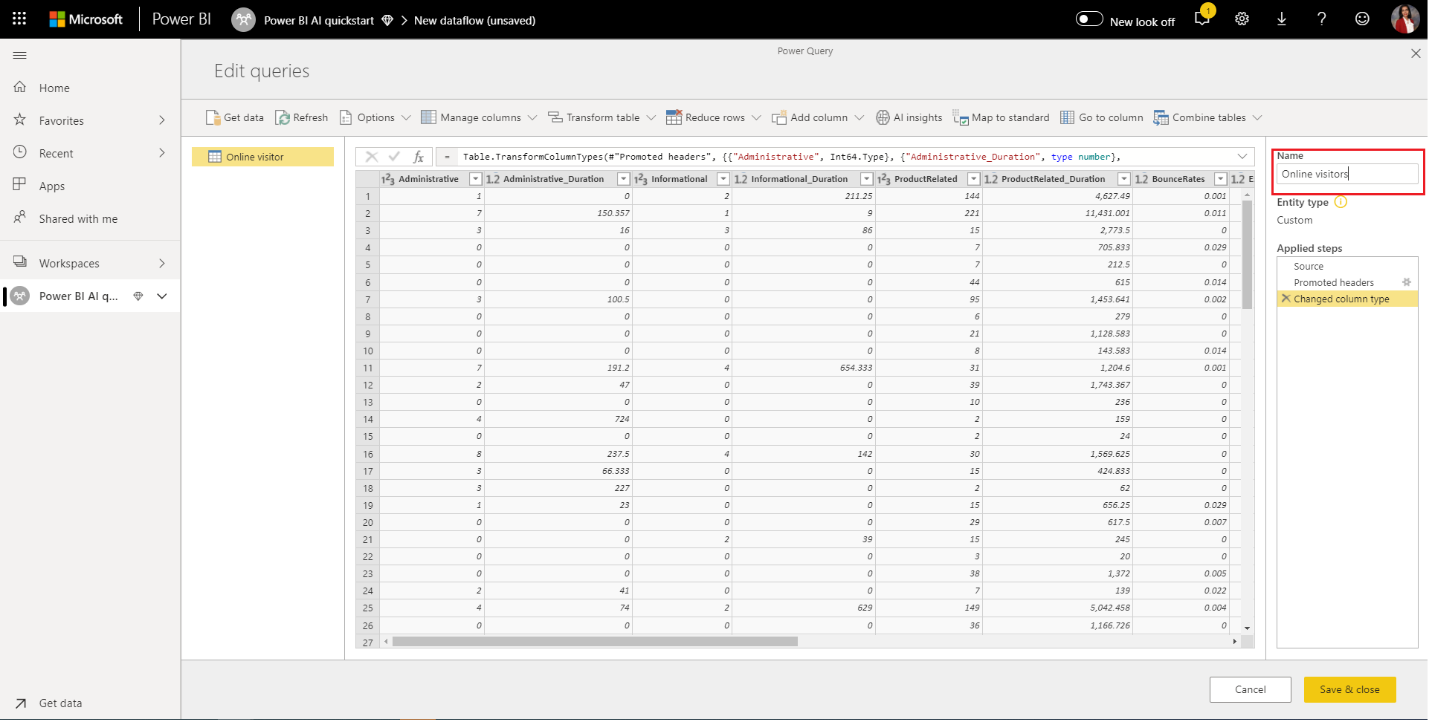 Microsoft Power BI Power BI AI quickstart > New dataflow (unsaved) New look off 1 ?
Power Query
Edit queries
Home
Favorites
Recent
Apps
Shared with me
Workspaces
Power BI AI q...
Get data
Get data Refresh Options Manage columns Transform table Reduce rows Add column AI insights Map to standard Go to column Combine tables
Online visitor
fx = Table.TransformColumnTypes(#"Promoted headers", {{"Administrative", Int64.Type}, {"Administrative_Duration", type number},
1²3 Administrative 1.2 Administrative_Duration 1²3 Informational 1.2 Informational_Duration 1²3 ProductRelated 1.2 ProductRelated_Duration 1.2 BounceRates 1.2 E
1 1 0 2 211.25 144 4,627.49 0.001
2 7 150.357 1 9 221 11,431.001 0.011
3 3 16 3 86 15 2,773.5 0
4 0 0 0 0 7 705.833 0.029
5 0 0 0 0 7 212.5 0
6 0 0 0 0 44 615 0.014
7 3 100.5 0 0 95 1,453.641 0.002
8 0 0 0 0 6 279 0
9 0 0 0 0 21 1,128.583 0
10 0 0 0 0 8 143.583 0.014
11 7 191.2 4 654.333 31 1,204.6 0.001
12 2 47 0 0 39 1,743.367 0
13 0 0 0 0 10 236 0
14 4 724 0 0 2 159 0
15 0 0 0 0 2 24 0
16 8 237.5 4 142 30 1,569.625 0
17 3 66.333 0 0 15 424.833 0
18 3 227 0 0 2 62 0
19 1 23 0 0 15 656.25 0.029
20 0 0 0 0 29 617.5 0.007
21 0 0 2 39 15 245 0
22 0 0 0 0 3 20 0
23 0 0 0 0 38 1,372 0.005
24 2 41 0 0 7 139 0.022
25 4 74 2 629 149 5,042.458 0.004
26 0 0 0 0 36 1,166.726 0
27
Name
Online visitors
Entity type
Custom
Applied steps
Source
Promoted headers
Changed column type
Cancel Save & close